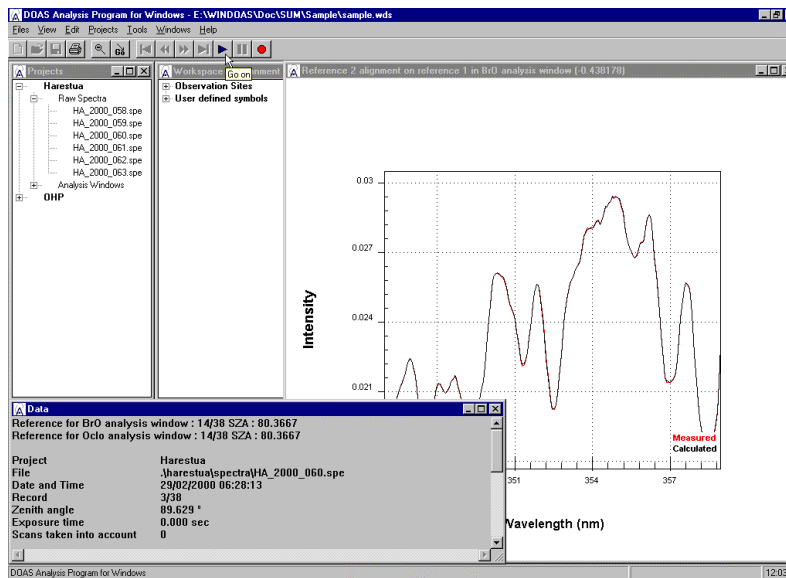 DOAS Analysis Program for Windows - E:\WINDOAS\Doc\SUM\Sample\sample.wds
Files View Edit Projects Tools Windows Help
GO
Projects
Harestua
Raw Spectra
HA_2000_058.spe
HA_2000_059.spe
HA_2000_060.spe
HA_2000_061.spe
HA_2000_062.spe
HA_2000_063.spe
Analysis Windows
OHP
Workspace
nment
Go on
Observation Sites
User defined symbols
Reference 2 alignment on reference 1 in BrO analysis window (-0.438178)
0.03
0.027
0.024
0.021
Intensity
Measured
Calculated
351 354 357
Wavelength (nm)
Data
Reference for BrO analysis window : 14/38 SZA : 80.3667
Reference for Oclo analysis window : 14/38 SZA : 80.3667
Project Harestua
File .\harestua\spectra\HA_2000_060.spe
Date and Time 29/02/2000 06:28:13
Record 3/38
Zenith angle 89.629 °
Exposure time 0.000 sec
Scans taken into account 0
DOAS Analysis Program for Windows
12:03